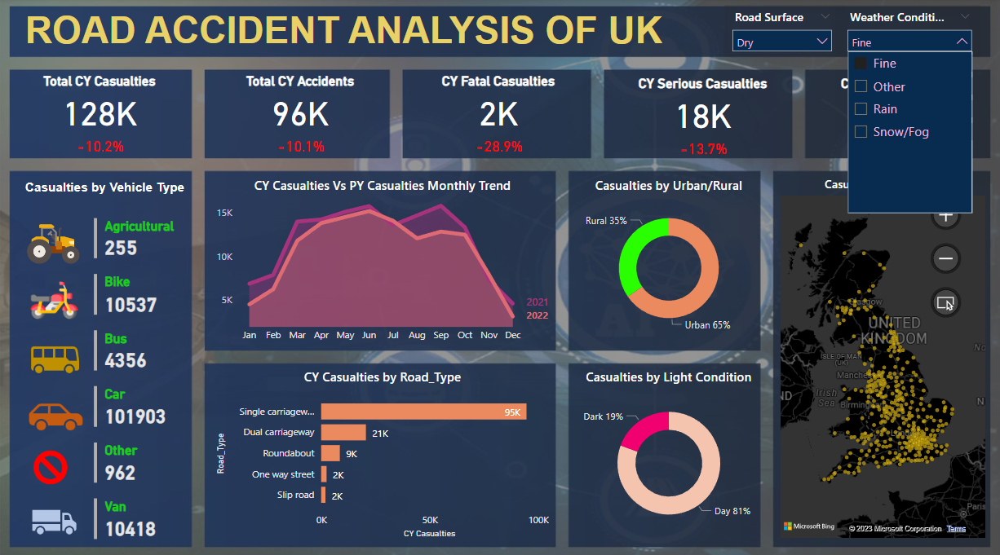 ROAD ACCIDENT ANALYSIS OF UK
Road Surface
Dry
Weather Conditi...
Fine
Fine
Other
Rain
Snow/Fog
Total CY Casualties
128K
-10.2%
Total CY Accidents
96K
-10.1%
CY Fatal Casualties
2K
-28.9%
CY Serious Casualties
18K
-13.7%
C
Casualties by Vehicle Type
Agricultural
255
Bike
10537
Bus
4356
Car
101903
Other
962
Van
10418
CY Casualties Vs PY Casualties Monthly Trend
15K
10K
5K
2021
2022
Jan Feb Mar Apr May Jun Jul Aug Sep Oct Nov Dec
CY Casualties by Road_Type
Road_Type
Single carriagew... 95K
Dual carriageway 21K
Roundabout 9K
One way street 2K
Slip road 2K
0K 50K 100K
CY Casualties
Casualties by Urban/Rural
Rural 35%
Urban 65%
Casualties by Light Condition
Dark 19%
Day 81%
Casu
Glasgow
UNITED
KINGDOM
ISLE OF MAN
(UK)
No
Manche
Irish
Sea
ND
N
Birming
Paris
Microsoft Bing
© 2023 Microsoft Corporation Terms